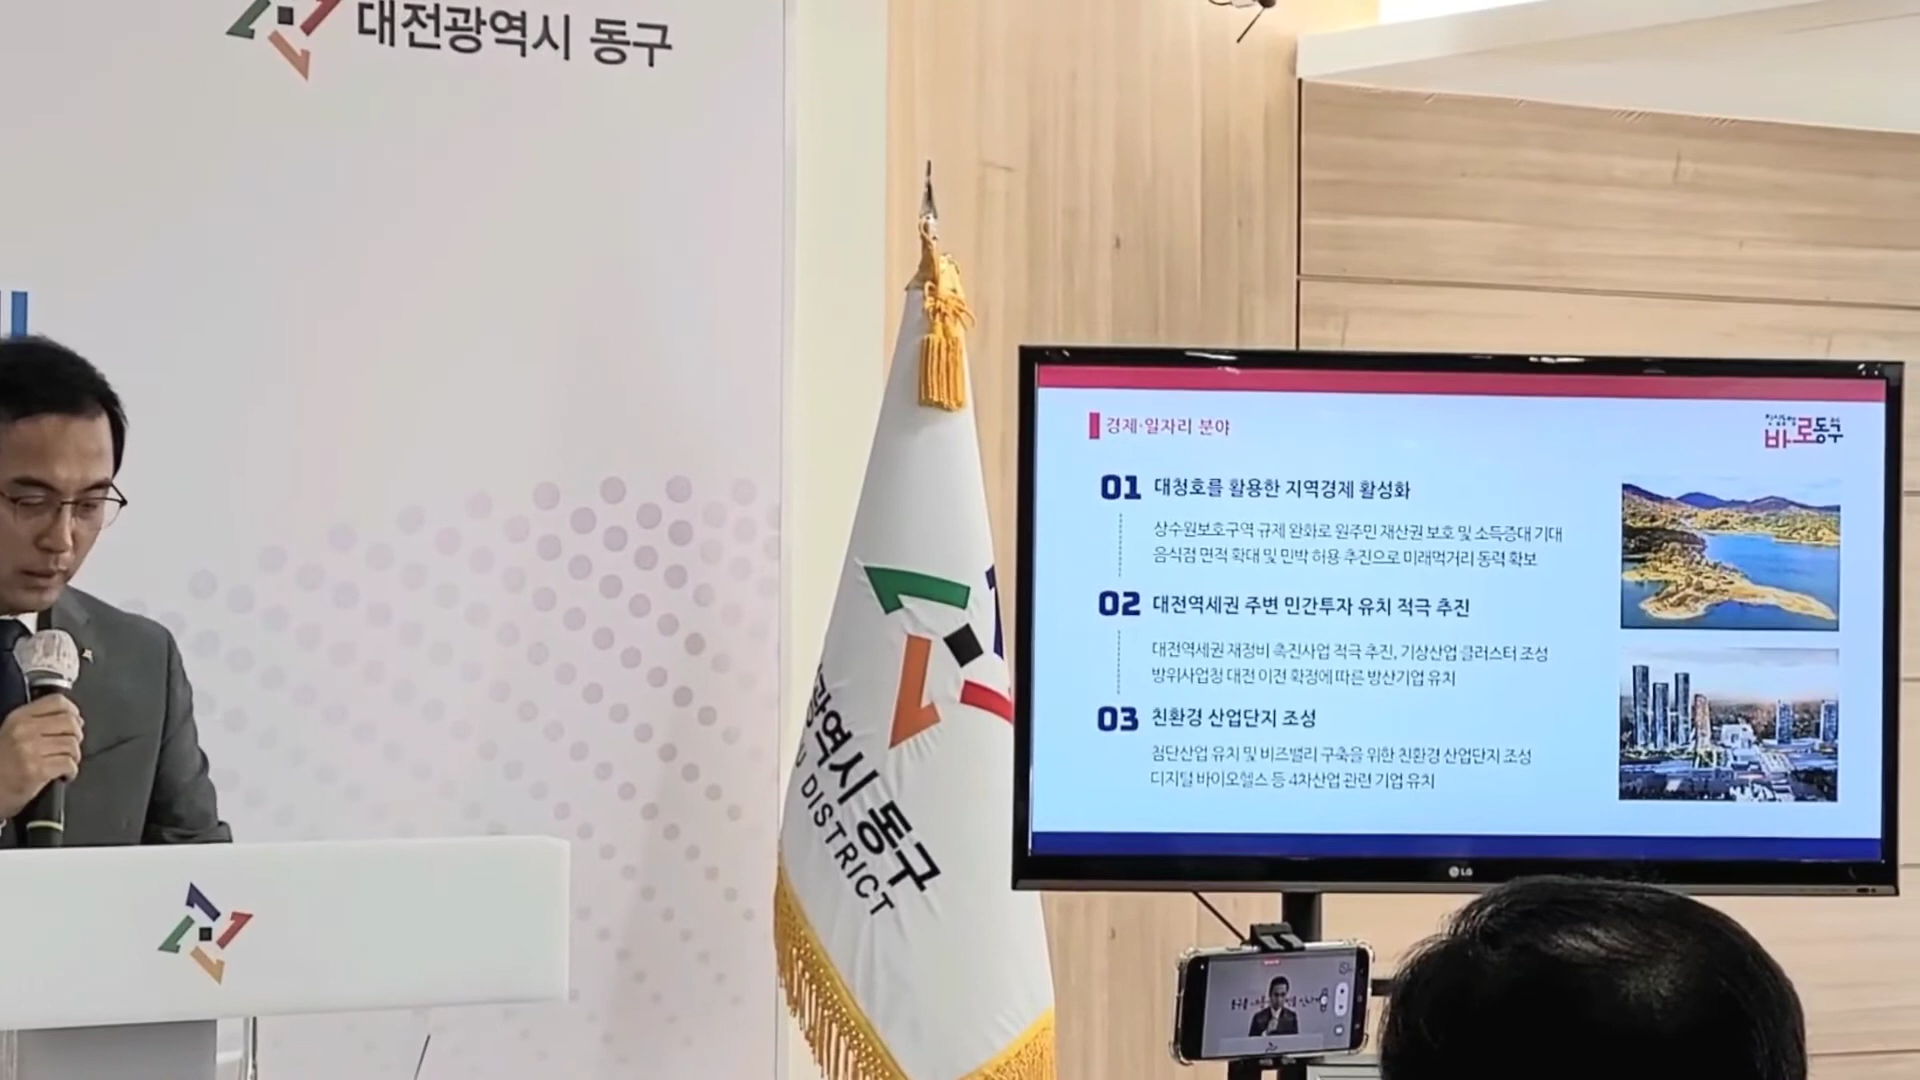 대전광역시 동구
경제·일자리 분야
바로동구
01 대청호를 활용한 지역경제 활성화
상수원보호구역 규제 완화로 원주민 재산권 보호 및 소득증대 기대
음식점 면적 확대 및 민박 허용 추진으로 미래먹거리 동력 확보
02 대전역세권 주변 민간투자 유치 적극 추진
대전역세권 재정비 촉진사업 적극 추진, 기상산업 클러스터 조성
방위사업청 대전 이전 확정에 따른 방산기업 유치
03 친환경 산업단지 조성
첨단산업 유치 및 비즈밸리 구축을 위한 친환경 산업단지 조성
디지털 바이오헬스 등 4차산업 관련 기업 유치
LG
광역시 동구
U DISTRICT